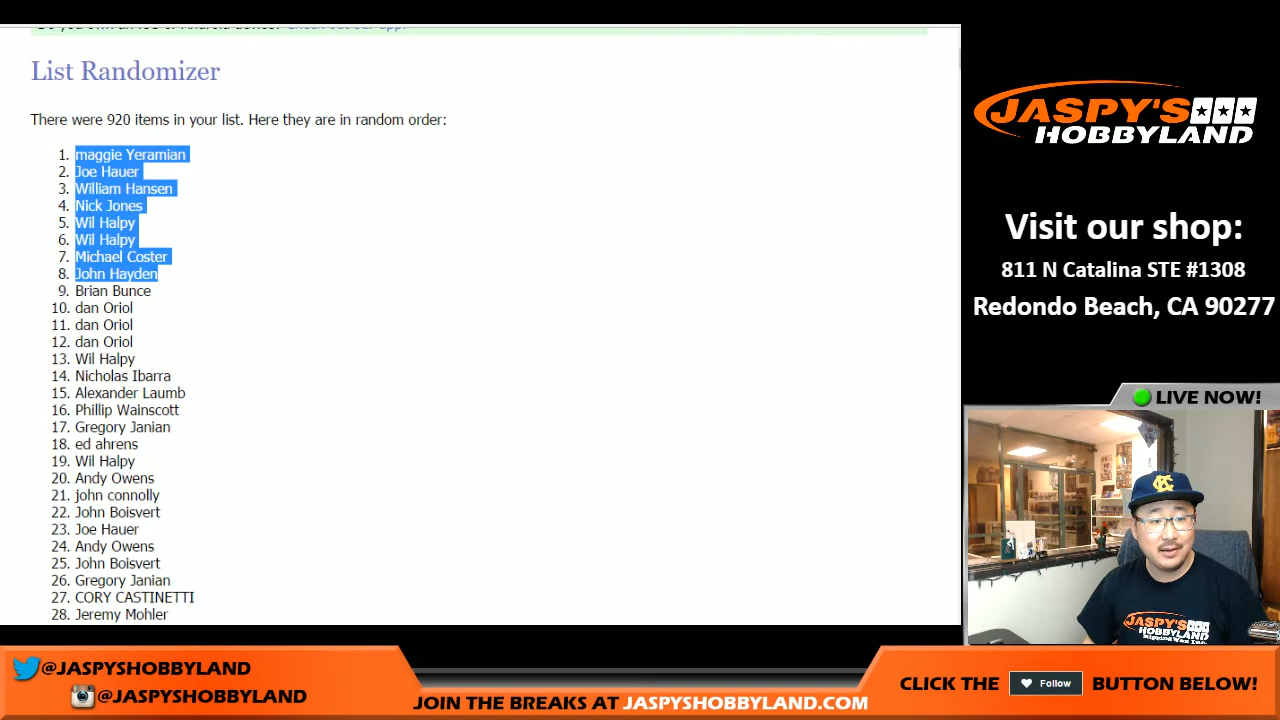 List Randomizer
There were 920 items in your list. Here they are in random order:
1. maggie Yeramian
2. Joe Hauer
3. William Hansen
4. Nick Jones
5. Wil Halpy
6. Wil Halpy
7. Michael Coster
8. John Hayden
9. Brian Bunce
10. dan Oriol
11. dan Oriol
12. dan Oriol
13. Wil Halpy
14. Nicholas Ibarra
15. Alexander Laumb
16. Phillip Wainscott
17. Gregory Janian
18. ed ahrens
19. Wil Halpy
20. Andy Owens
21. john connolly
22. John Boisvert
23. Joe Hauer
24. Andy Owens
25. John Boisvert
26. Gregory Janian
27. CORY CASTINETTI
28. Jeremy Mohler
JASPY'S
HOBBYLAND
Visit our shop:
811 N Catalina STE #1308
Redondo Beach, CA 90277
LIVE NOW!
JASPY'S
HOBBYLAND
@JASPYSHOBBYLAND
@JASPYSHOBBYLAND
JOIN THE BREAKS AT JASPYSHOBBYLAND.COM
CLICK THE Follow BUTTON BELOW!